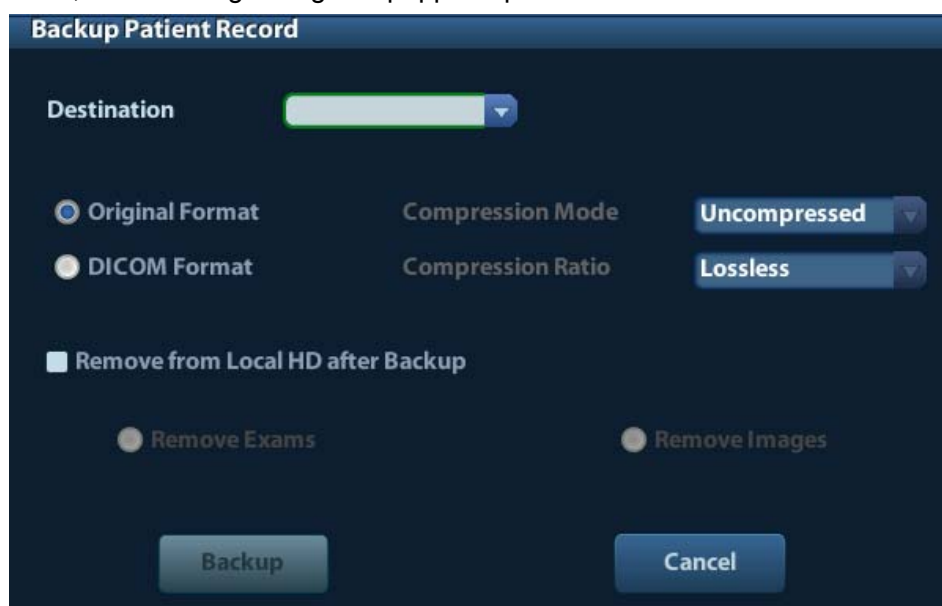 Backup Patient Record
Destination
Original Format Compression Mode Uncompressed
DICOM Format Compression Ratio Lossless
Remove from Local HD after Backup
Remove Exams Remove Images
Backup Cancel